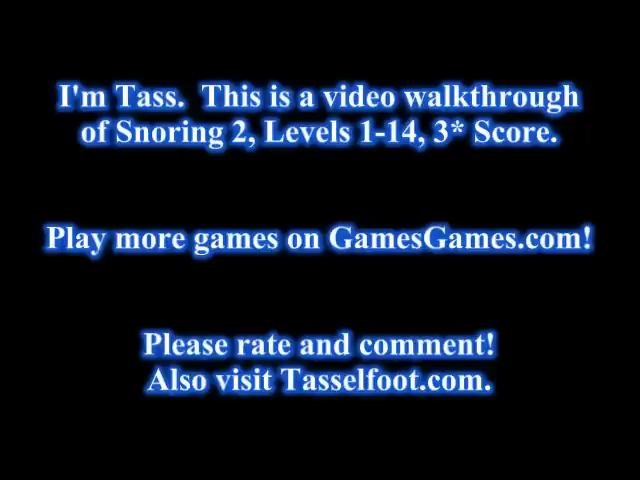 I'm Tass.  This is a video walkthrough
of Snoring 2, Levels 1-14, 3* Score.
Play more games on GamesGames.com!
Please rate and comment!
Also visit Tasselfoot.com.